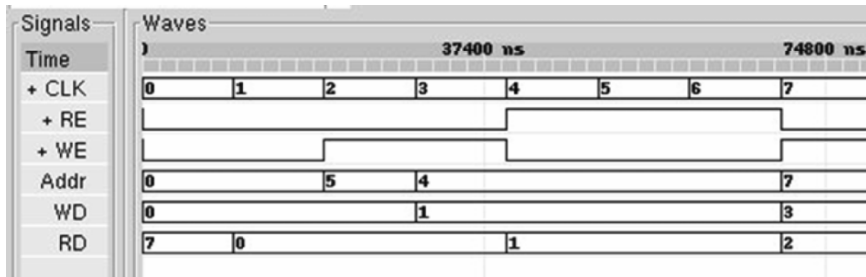 Signals Waves
Time 0 37400 ns 74800 ns
+ CLK 0 1 2 3 4 5 6 7
+ RE
+ WE
Addr 0 5 4 7
WD 0 1 3
RD 7 0 1 2